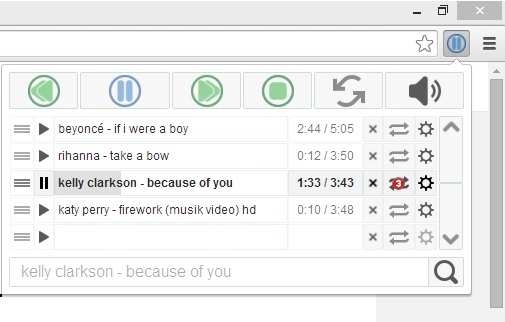 beyoncé - if i were a boy 2:44 / 5:05
rihanna - take a bow 0:12 / 3:50
kelly clarkson - because of you 1:33 / 3:43 3
katy perry - firework (musik video) hd 0:10 / 3:48
kelly clarkson - because of you